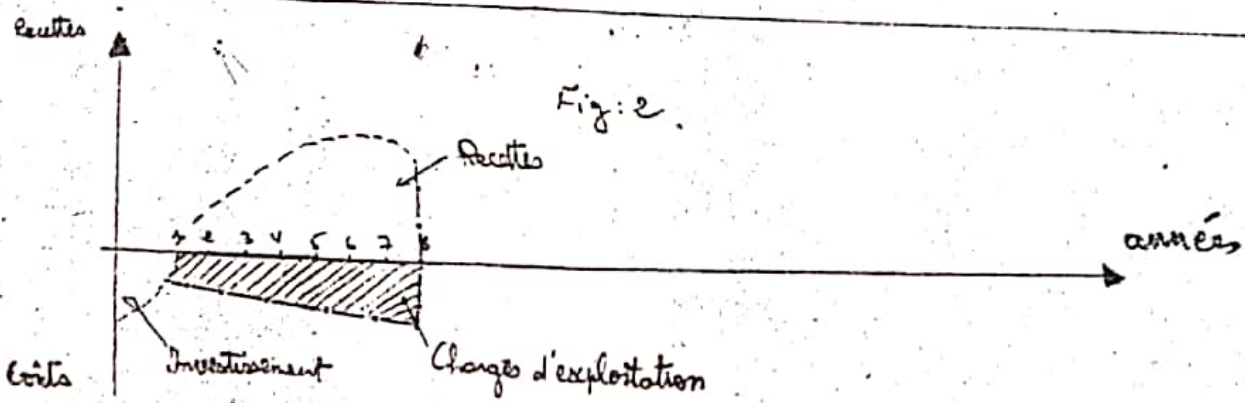 Recettes
Fig: 2.
Recettes
1 2 3 4 5 6 7 8
années
Coûts
Investissement
Charges d'exploitation